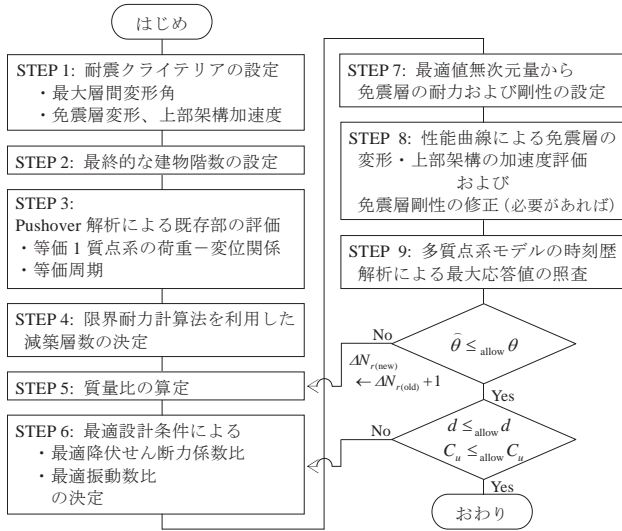 はじめ
STEP 1: 耐震クライテリアの設定
・最大層間変形角
・免震層変形、上部架構加速度
STEP 2: 最終的な建物階数の設定
STEP 3:
Pushover 解析による既存部の評価
・等価 1 質点系の荷重－変位関係
・等価周期
STEP 4: 限界耐力計算法を利用した
減築層数の決定
STEP 5: 質量比の算定
STEP 6: 最適設計条件による
・最適降伏せん断力係数比
・最適振動数比
の決定
STEP 7: 最適値無次元量から
免震層の耐力および剛性の設定
STEP 8: 性能曲線による免震層の
変形・上部架構の加速度評価
および
免震層剛性の修正 (必要があれば)
STEP 9: 多質点系モデルの時刻歴
解析による最大応答値の照査
No
θ̂ ≤ allow θ
ΔN r(new)
← ΔN r(old) +1
Yes
No
d ≤ allow d
C u ≤ allow C u
Yes
おわり